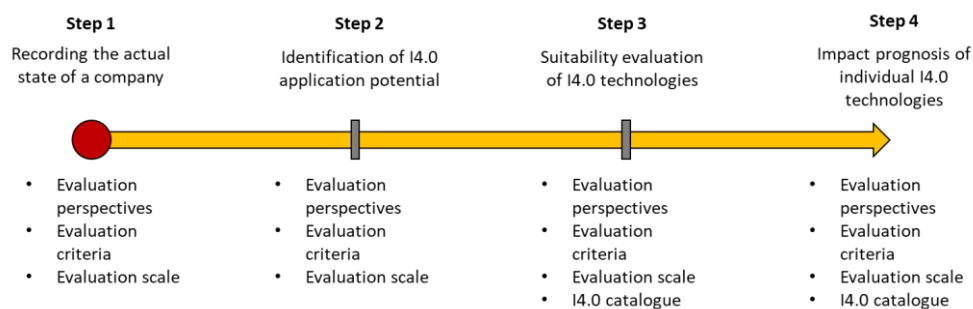 Step 1
Recording the actual
state of a company
Step 2
Identification of I4.0
application potential
Step 3
Suitability evaluation
of I4.0 technologies
Step 4
Impact prognosis of
individual I4.0
technologies
• Evaluation
perspectives
• Evaluation
criteria
• Evaluation scale
• Evaluation
perspectives
• Evaluation
criteria
• Evaluation scale
• Evaluation
perspectives
• Evaluation
criteria
• Evaluation scale
• I4.0 catalogue
• Evaluation
perspectives
• Evaluation
criteria
• Evaluation scale
• I4.0 catalogue